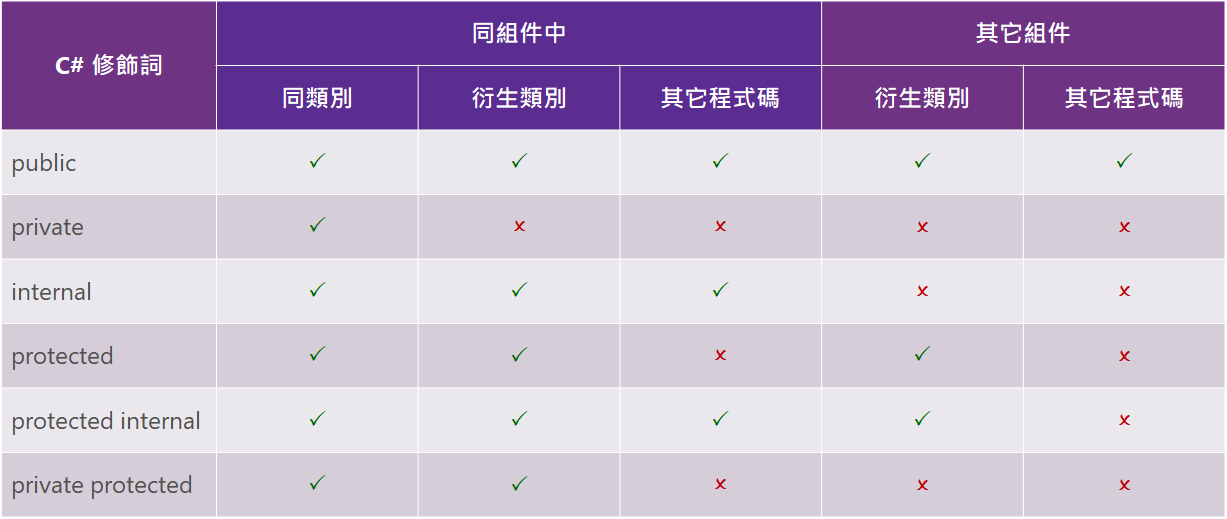 C# 修飾詞
同組件中
其它組件
同類別
衍生類別
其它程式碼
衍生類別
其它程式碼
public ✓ ✓ ✓ ✓ ✓
private ✓ ✗ ✗ ✗ ✗
internal ✓ ✓ ✓ ✗ ✗
protected ✓ ✓ ✗ ✓ ✗
protected internal ✓ ✓ ✓ ✓ ✗
private protected ✓ ✓ ✗ ✗ ✗